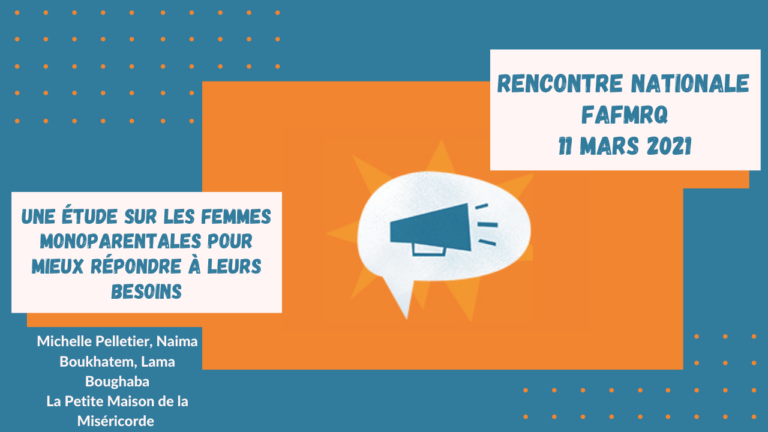 RENCONTRE NATIONALE
FAFMRQ
11 MARS 2021
UNE ÉTUDE SUR LES FEMMES
MONOPARENTALES POUR
MIEUX RÉPONDRE À LEURS
BESOINS
Michelle Pelletier, Naima
Boukhatem, Lama
Boughaba
La Petite Maison de la
Miséricorde